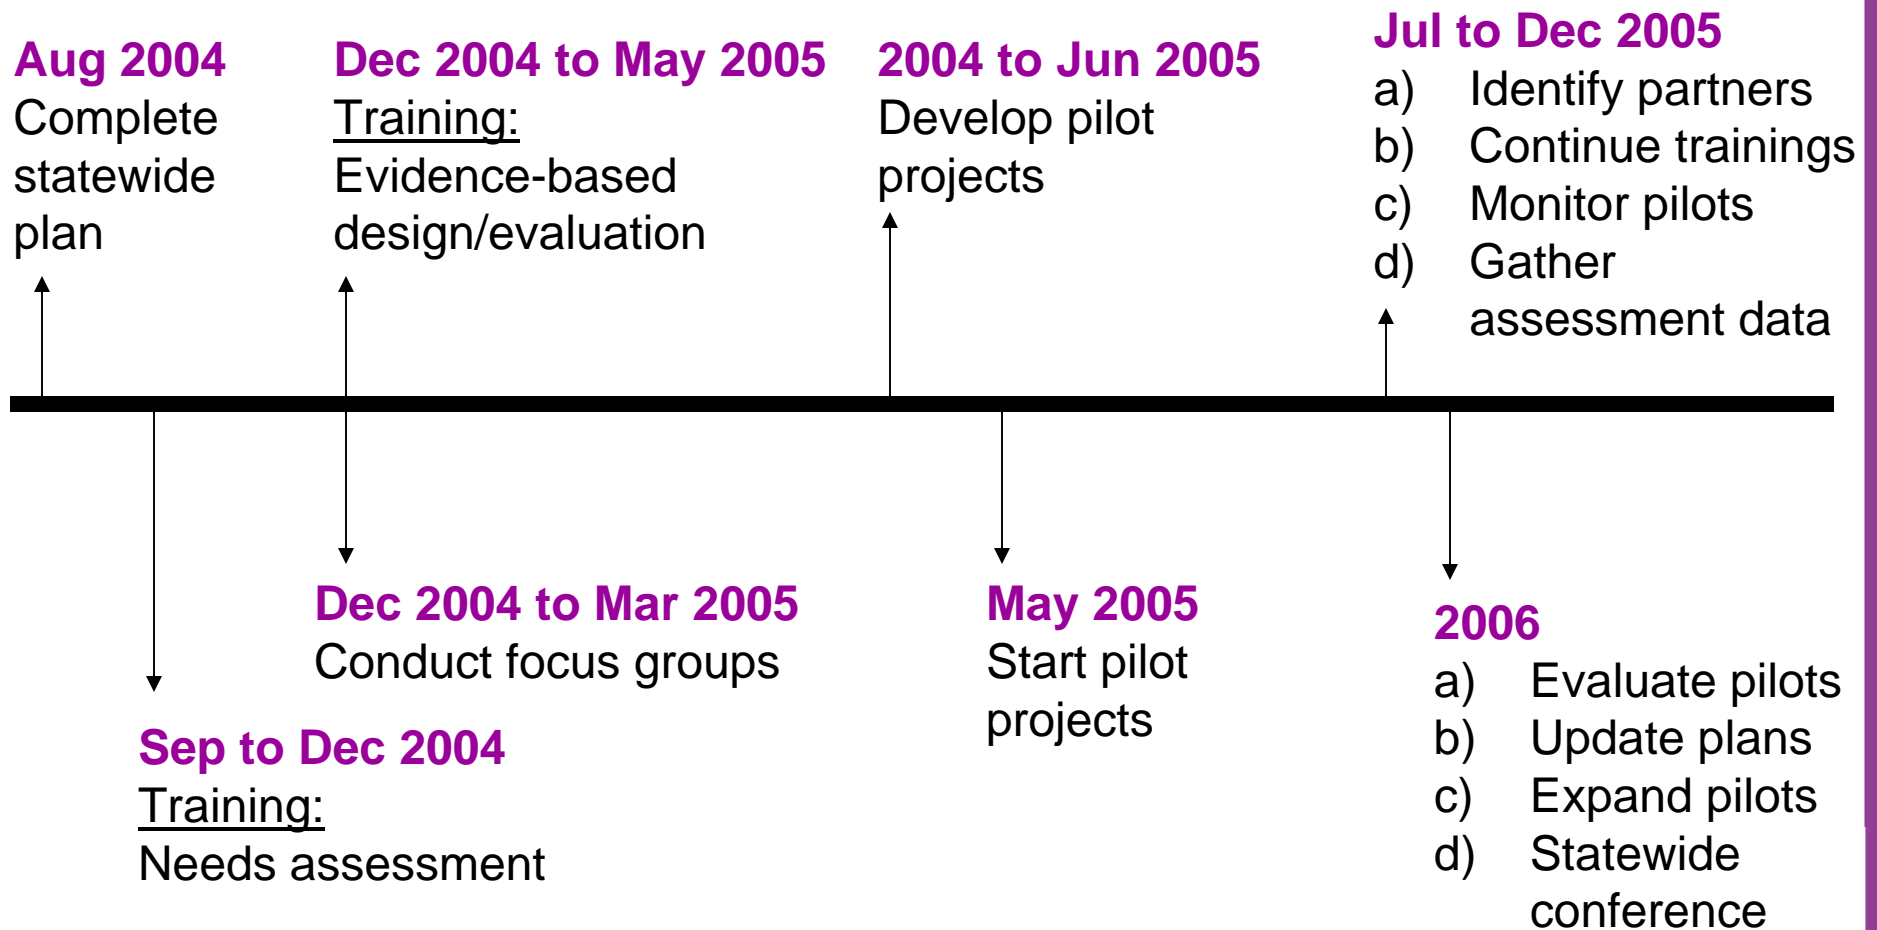 Aug 2004
Complete
statewide
plan
Dec 2004 to May 2005
Training:
Evidence-based
design/evaluation
2004 to Jun 2005
Develop pilot
projects
Jul to Dec 2005
a) Identify partners
b) Continue trainings
c) Monitor pilots
d) Gather
assessment data
Sep to Dec 2004
Training:
Needs assessment
Dec 2004 to Mar 2005
Conduct focus groups
May 2005
Start pilot
projects
2006
a) Evaluate pilots
b) Update plans
c) Expand pilots
d) Statewide
conference